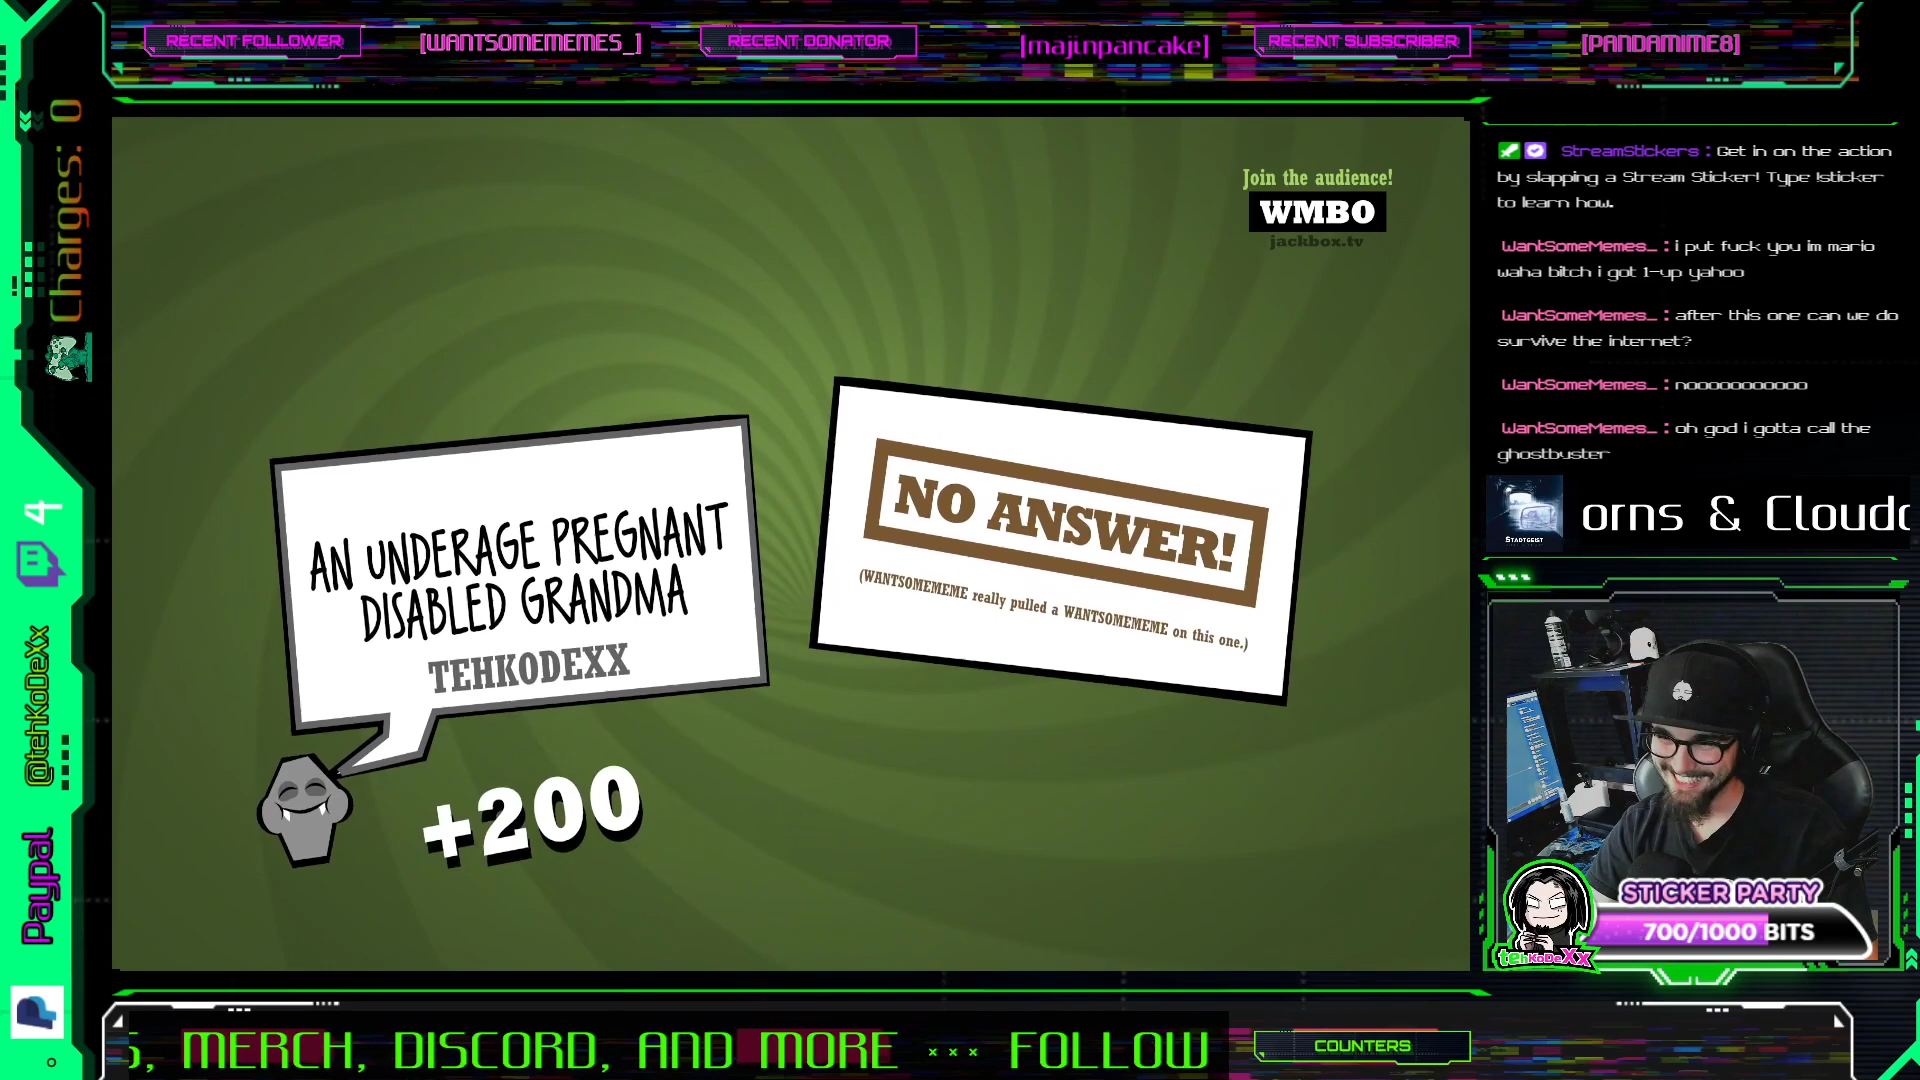 RECENT FOLLOWER
[WANTSOMEMEMES_]
RECENT DONATOR
[majinpancake]
RECENT SUBSCRIBER
[PANDAMIME8]
Charges: 0
4
@tehKoDeXx
Paypal
Join the audience!
WMBO
jackbox.tv
AN UNDERAGE PREGNANT
DISABLED GRANDMA
TEHKODEXX
+200
NO ANSWER!
(WANTSOMEMEME really pulled a WANTSOMEMEME on this one.)
StreamStickers : Get in on the action
by slapping a Stream Sticker! Type !sticker
to learn how.
WantSomeMemes_ : i put fuck you im mario
waha bitch i got 1-up yahoo
WantSomeMemes_ : after this one can we do
survive the internet?
WantSomeMemes_ : noooooooooooo
WantSomeMemes_ : oh god i gotta call the
ghostbuster
STADTGEIST
orns & Cloud
STICKER PARTY
700/1000 BITS
tehKoDeXx
, MERCH, DISCORD, AND MORE ××× FOLLOW
COUNTERS